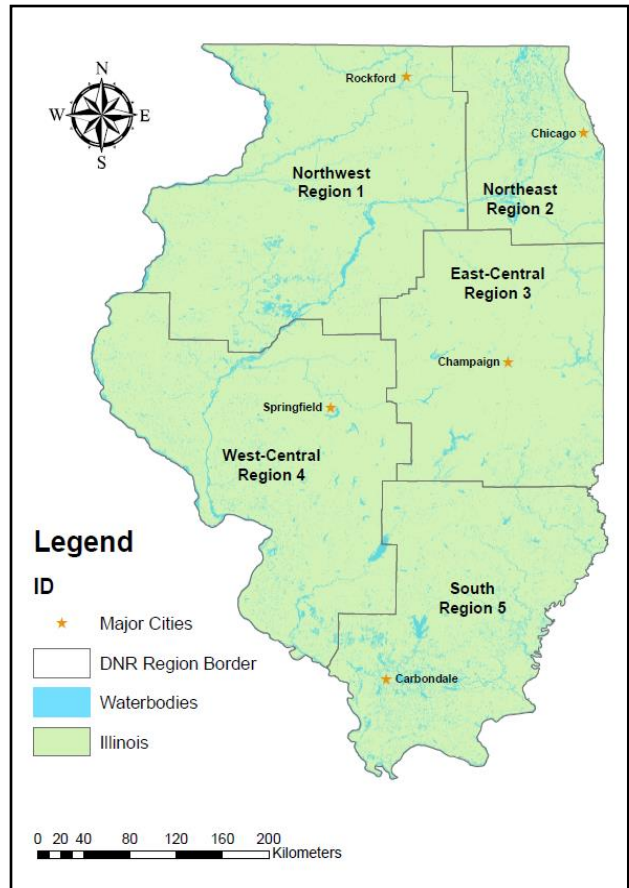 N
W E
S
Rockford
Chicago
Northwest
Region 1
Northeast
Region 2
East-Central
Region 3
Champaign
Springfield
West-Central
Region 4
South
Region 5
Carbondale
Legend
ID
Major Cities
DNR Region Border
Waterbodies
Illinois
0 20 40 80 120 160 200
Kilometers